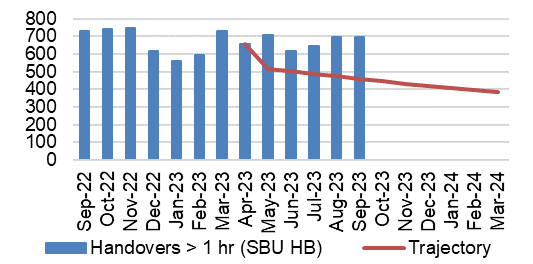 800
700
600
500
400
300
200
100
0
Sep-22
Oct-22
Nov-22
Dec-22
Jan-23
Feb-23
Mar-23
Apr-23
May-23
Jun-23
Jul-23
Aug-23
Sep-23
Oct-23
Nov-23
Dec-23
Jan-24
Feb-24
Mar-24
Handovers > 1 hr (SBU HB) Trajectory